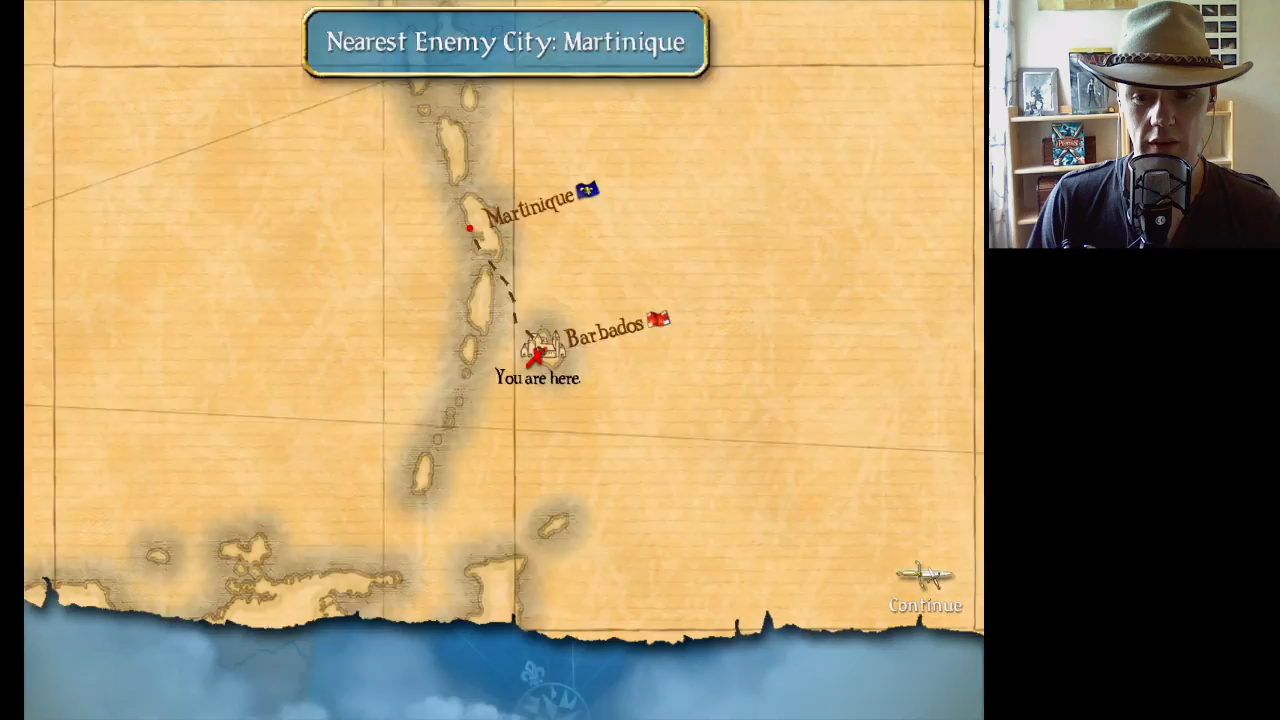 Nearest Enemy City: Martinique
Martinique
Barbados
You are here.
Continue